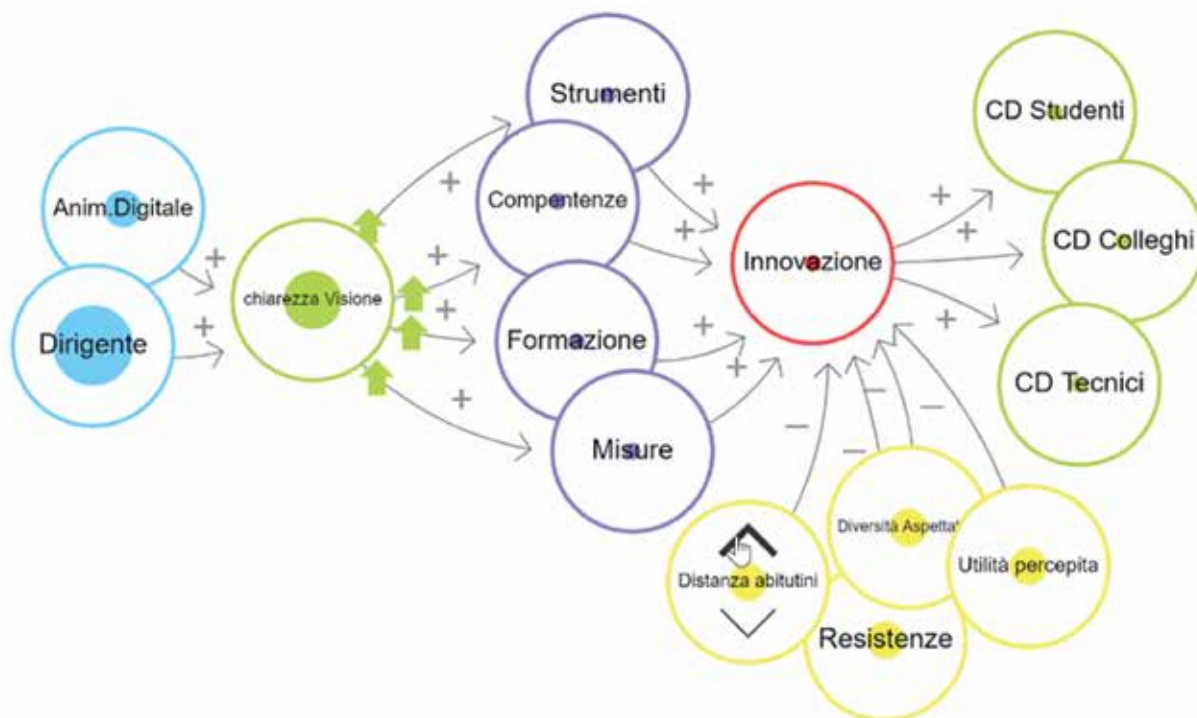 Strumenti
CD Studenti
Anim.Digitale
Compentenze
CD Colleghi
Innovazione
chiarezza Visione
Dirigente
Formazione
CD Tecnici
Misure
Diversità Aspetta'
Utilità percepita
Distanza abitutini
Resistenze
+
+
+
+
+
+
+
+
+
+
+
+
+
–
–
–
–